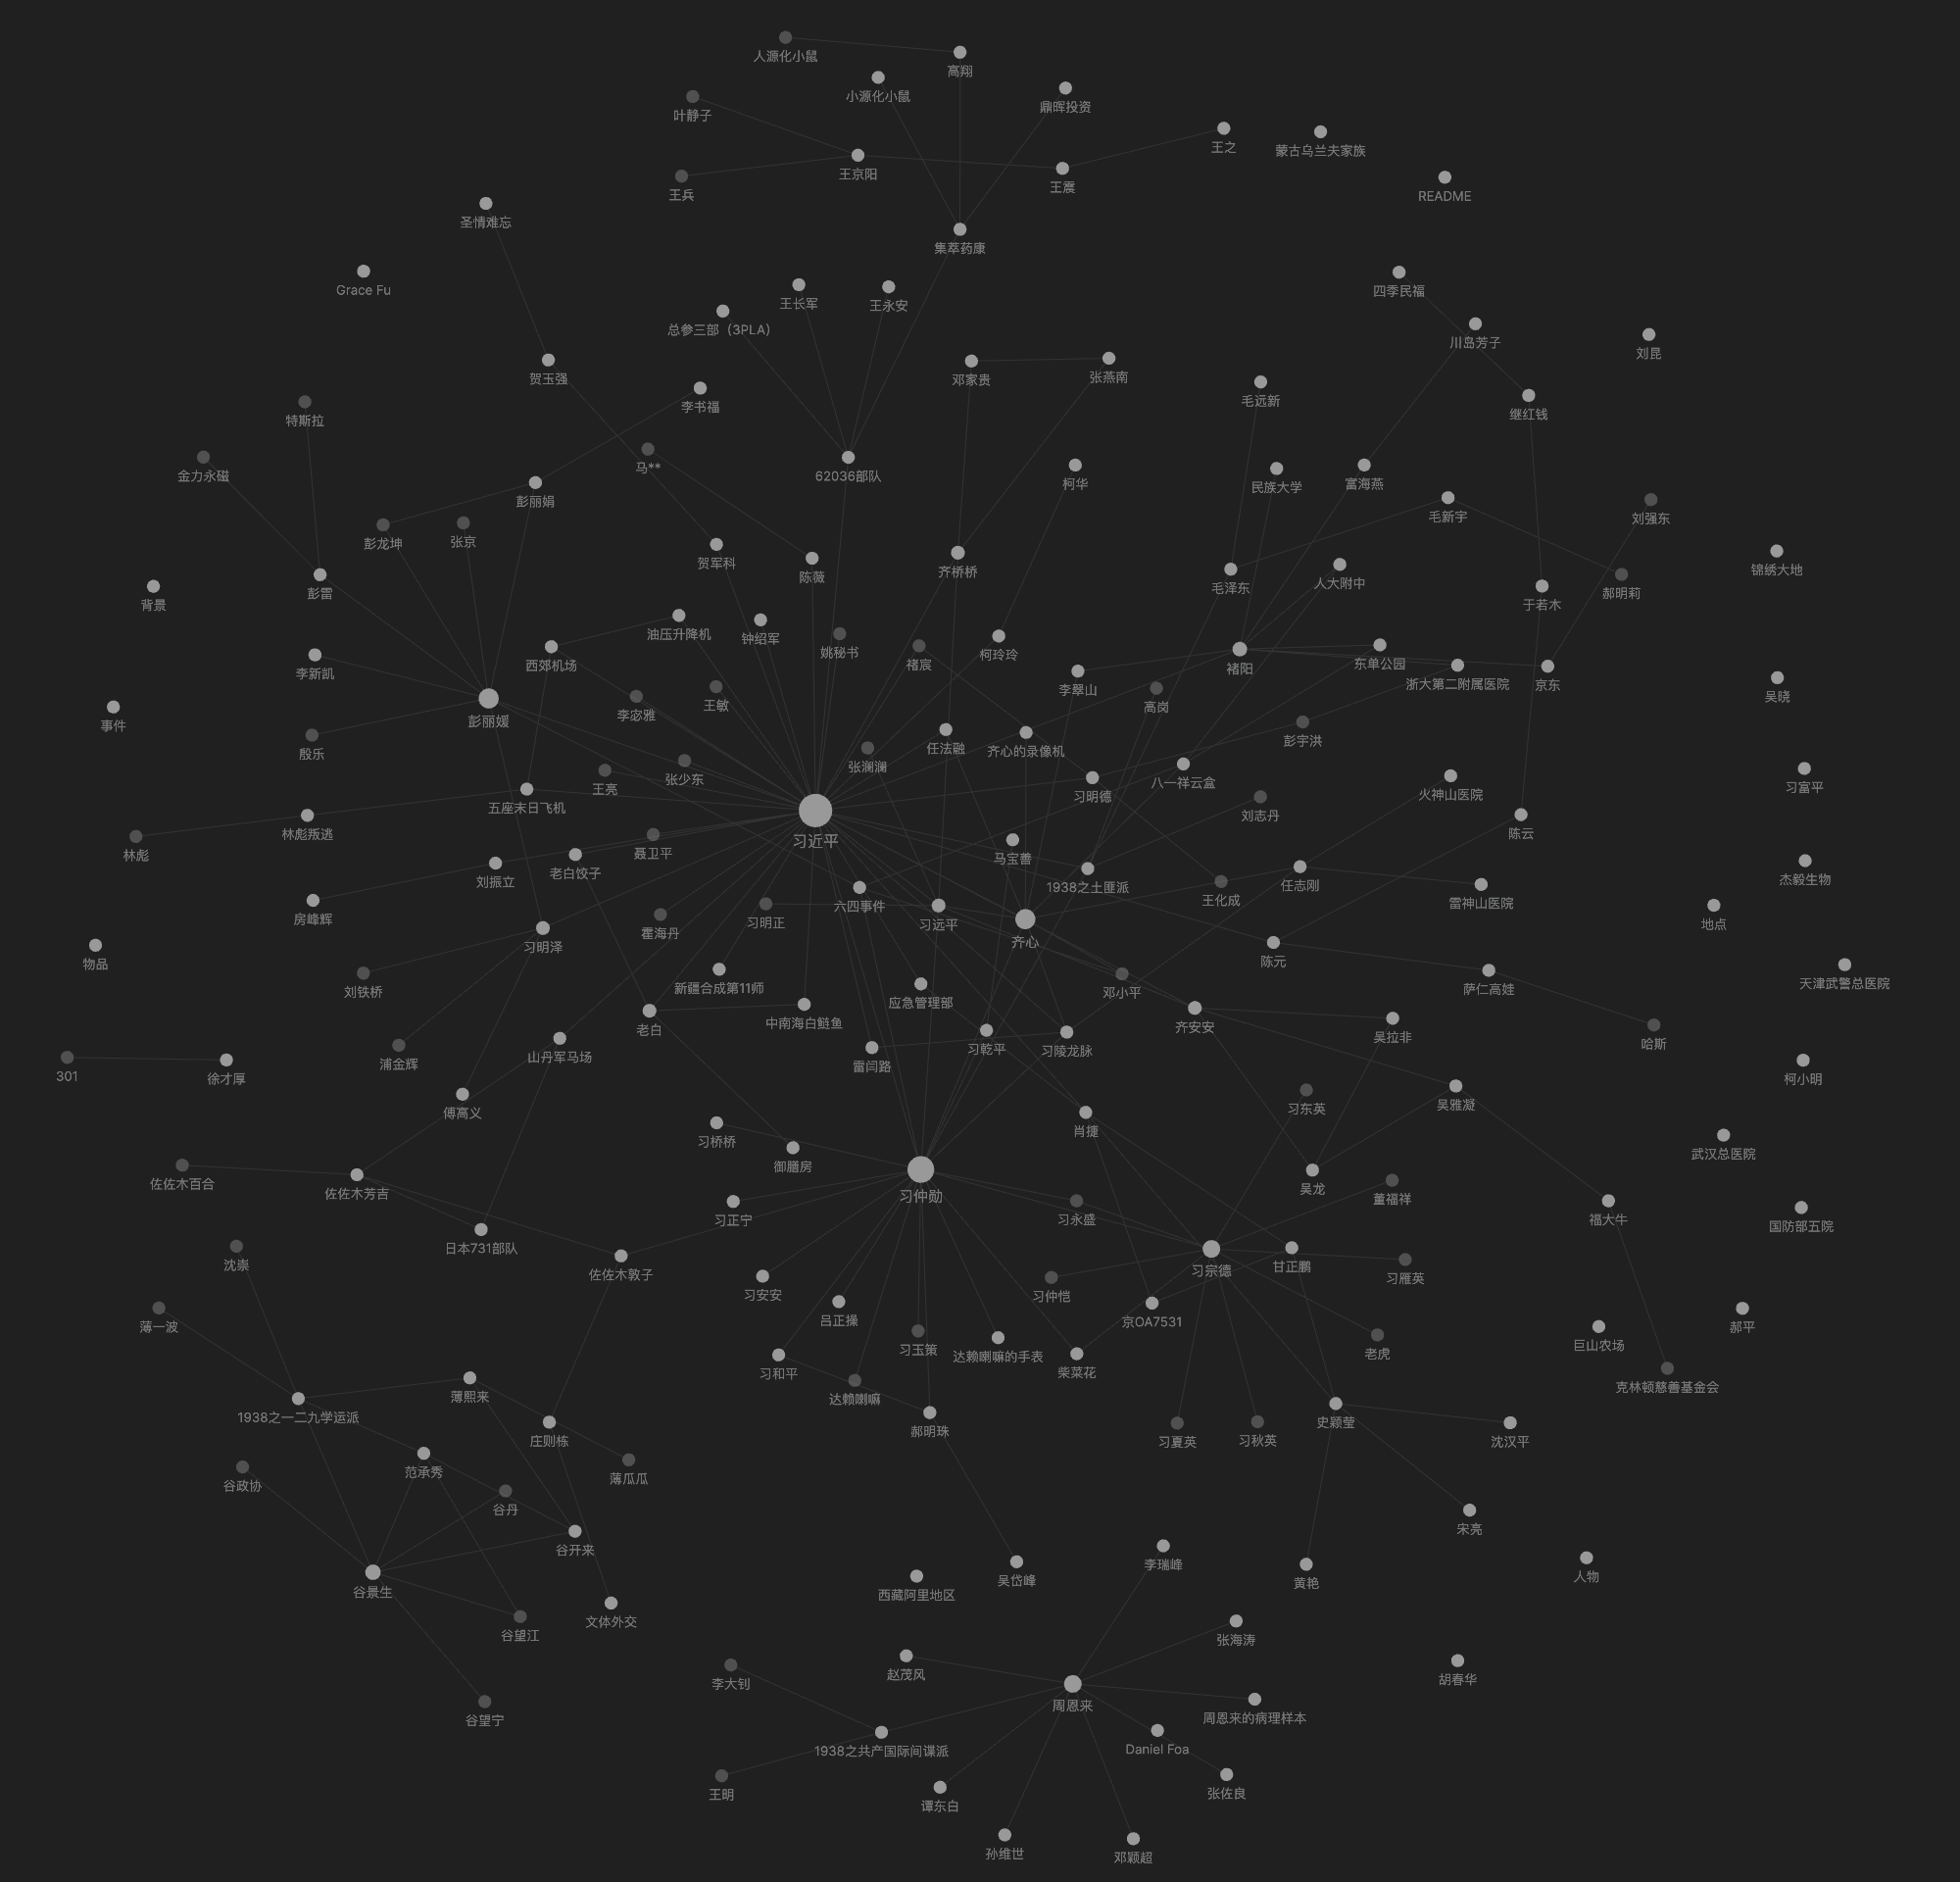 人源化小鼠
高翔
小源化小鼠
鼎晖投资
叶静子
王之
蒙古乌兰夫家族
王京阳
王震
王兵
README
圣情难忘
集萃药康
Grace Fu
四季民福
王长军
王永安
总参三部（3PLA）
川岛芳子
刘昆
贺玉强
邓家贵
张燕南
李书福
毛远新
继红钱
特斯拉
马**
金力永磁
62036部队
柯华
民族大学
富海燕
彭丽娟
毛新宇
刘强东
彭龙坤
张京
贺军科
陈薇
齐桥桥
锦绣大地
彭雷
毛泽东
人大附中
郝明莉
背景
于若木
油压升降机
钟绍军
姚秘书
柯玲玲
西郊机场
禇宸
禇阳
东单公园
李新凯
李翠山
浙大第二附属医院
京东
吴晓
彭丽媛
李宓雅
王敏
高岗
事件
殷乐
任法融
齐心的录像机
彭宇洪
张澜澜
张少东
王亮
八一祥云盒
习明德
火神山医院
习富平
五座末日飞机
习近平
刘志丹
林彪叛逃
陈云
林彪
聂卫平
马宝善
老白饺子
刘振立
杰毅生物
1938之土匪派
任志刚
王化成
雷神山医院
房峰辉
六四事件
习明正
习远平
地点
霍海丹
齐心
习明泽
物品
陈元
天津武警总医院
新疆合成第11师
刘铁桥
萨仁高娃
应急管理部
邓小平
中南海白鲢鱼
老白
齐安安
吴拉非
哈斯
习乾平
习陵龙脉
山丹军马场
雷闫路
浦金辉
301
徐才厚
柯小明
傅高义
吴雅凝
习东英
肖捷
习桥桥
武汉总医院
御膳房
佐佐木百合
佐佐木芳吉
习仲勋
吴龙
董福祥
习正宁
习永盛
福大牛
国防部五院
日本731部队
沈崇
佐佐木敦子
习宗德
甘正鹏
习雁英
习安安
习仲恺
吕正操
京OA7531
薄一波
郝平
巨山农场
习玉策
达赖喇嘛的手表
老虎
习和平
柴菜花
克林顿慈善基金会
薄熙来
达赖喇嘛
1938之一二九学运派
史颖莹
郝明珠
庄则栋
习夏英
习秋英
沈汉平
范承秀
薄瓜瓜
谷政协
谷丹
宋亮
谷开来
李瑞峰
人物
吴岱峰
谷景生
西藏阿里地区
黄艳
文体外交
谷望江
张海涛
赵茂风
李大钊
胡春华
周恩来
谷望宁
周恩来的病理样本
1938之共产国际间谍派
Daniel Foa
王明
张佐良
谭东白
孙维世
邓颖超